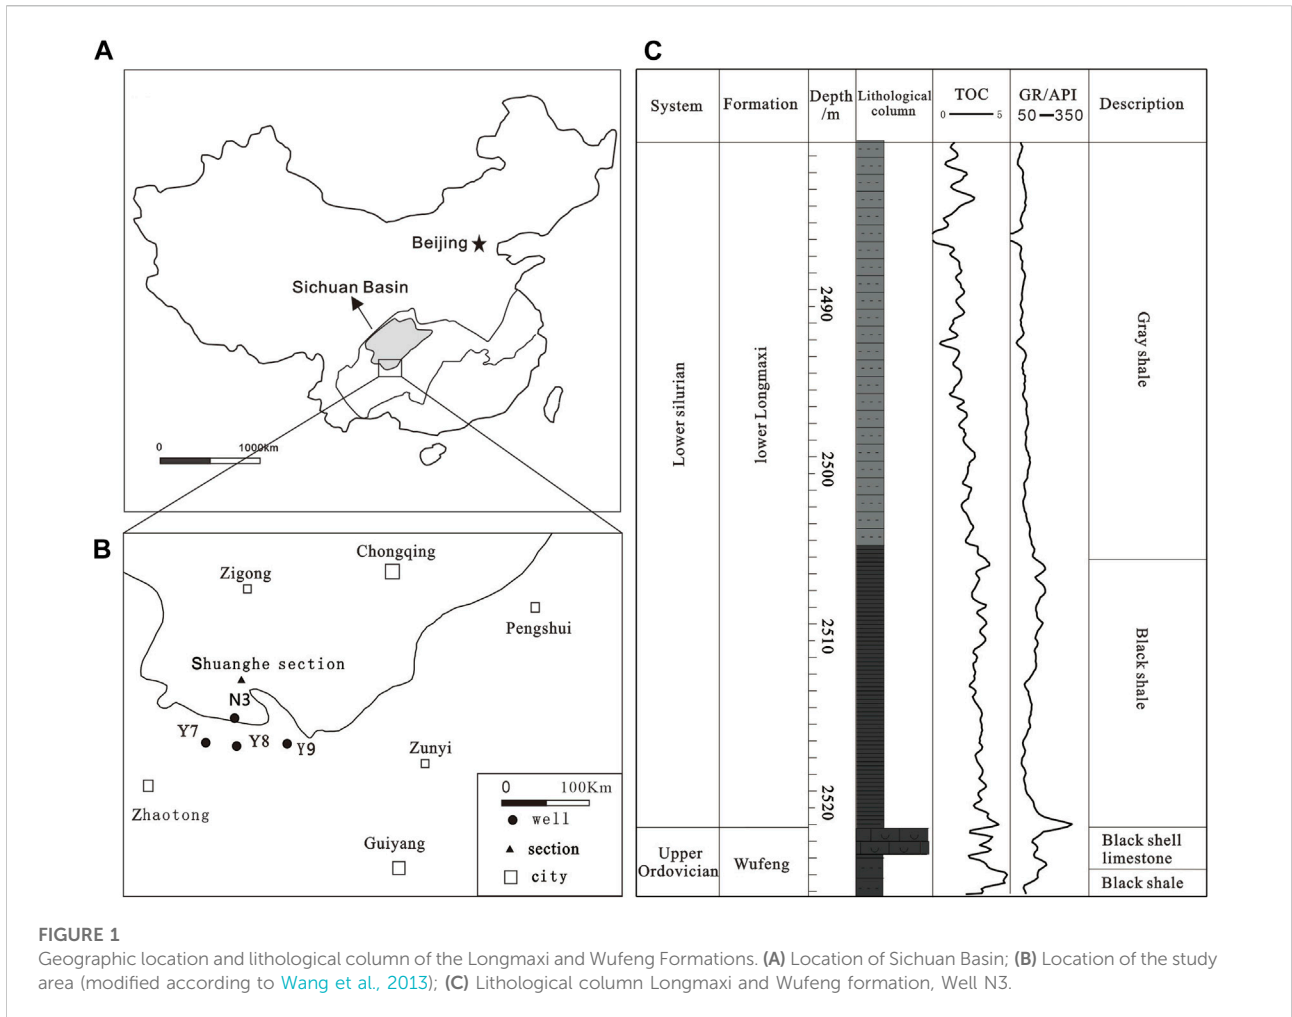 A
Beijing
Sichuan Basin
0
1000km
B
Chongqing
Zigong
Pengshui
Shuanghe section
N3
Y7
Y8
Y9
Zunyi
Zhaotong
Guiyang
0
100Km
well
section
city
C
System
Formation
Depth
/m
Lithological
column
TOC
0
5
GR/API
50
350
Description
Lower silurian
lower Longmaxi
2490
2500
2510
2520
Gray shale
Black shale
Upper
Ordovician
Wufeng
Black shell
limestone
Black shale
FIGURE 1
Geographic location and lithological column of the Longmaxi and Wufeng Formations. (A) Location of Sichuan Basin; (B) Location of the study
area (modified according to Wang et al., 2013); (C) Lithological column Longmaxi and Wufeng formation, Well N3.